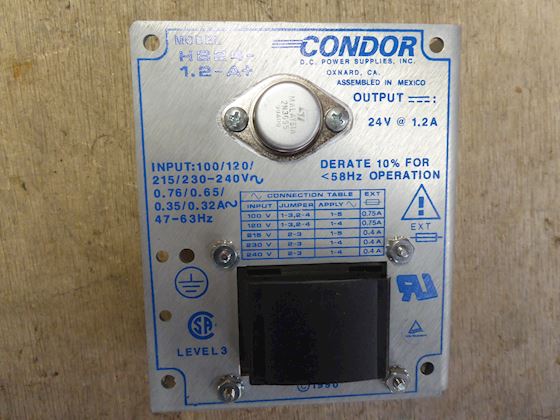 MODEL
HB24-
1.2-A+
CONDOR
D.C. POWER SUPPLIES, INC.
OXNARD, CA.
ASSEMBLED IN MEXICO
OUTPUT
24V @ 1.2A
MALAYSIA
2N3055
INPUT:100/120/
215/230-240V~
0.76/0.65/
0.35/0.32A~
47-63Hz
DERATE 10% FOR
<58Hz OPERATION
CONNECTION TABLE EXT
INPUT JUMPER APPLY
100 V 1-3,2-4 1-5 0.75A
120 V 1-3,2-4 1-4 0.75A
215 V 2-3 1-5 0.4A
230 V 2-3 1-4 0.4A
240 V 2-3 1-4 0.4A
EXT
LEVEL 3
© 1990